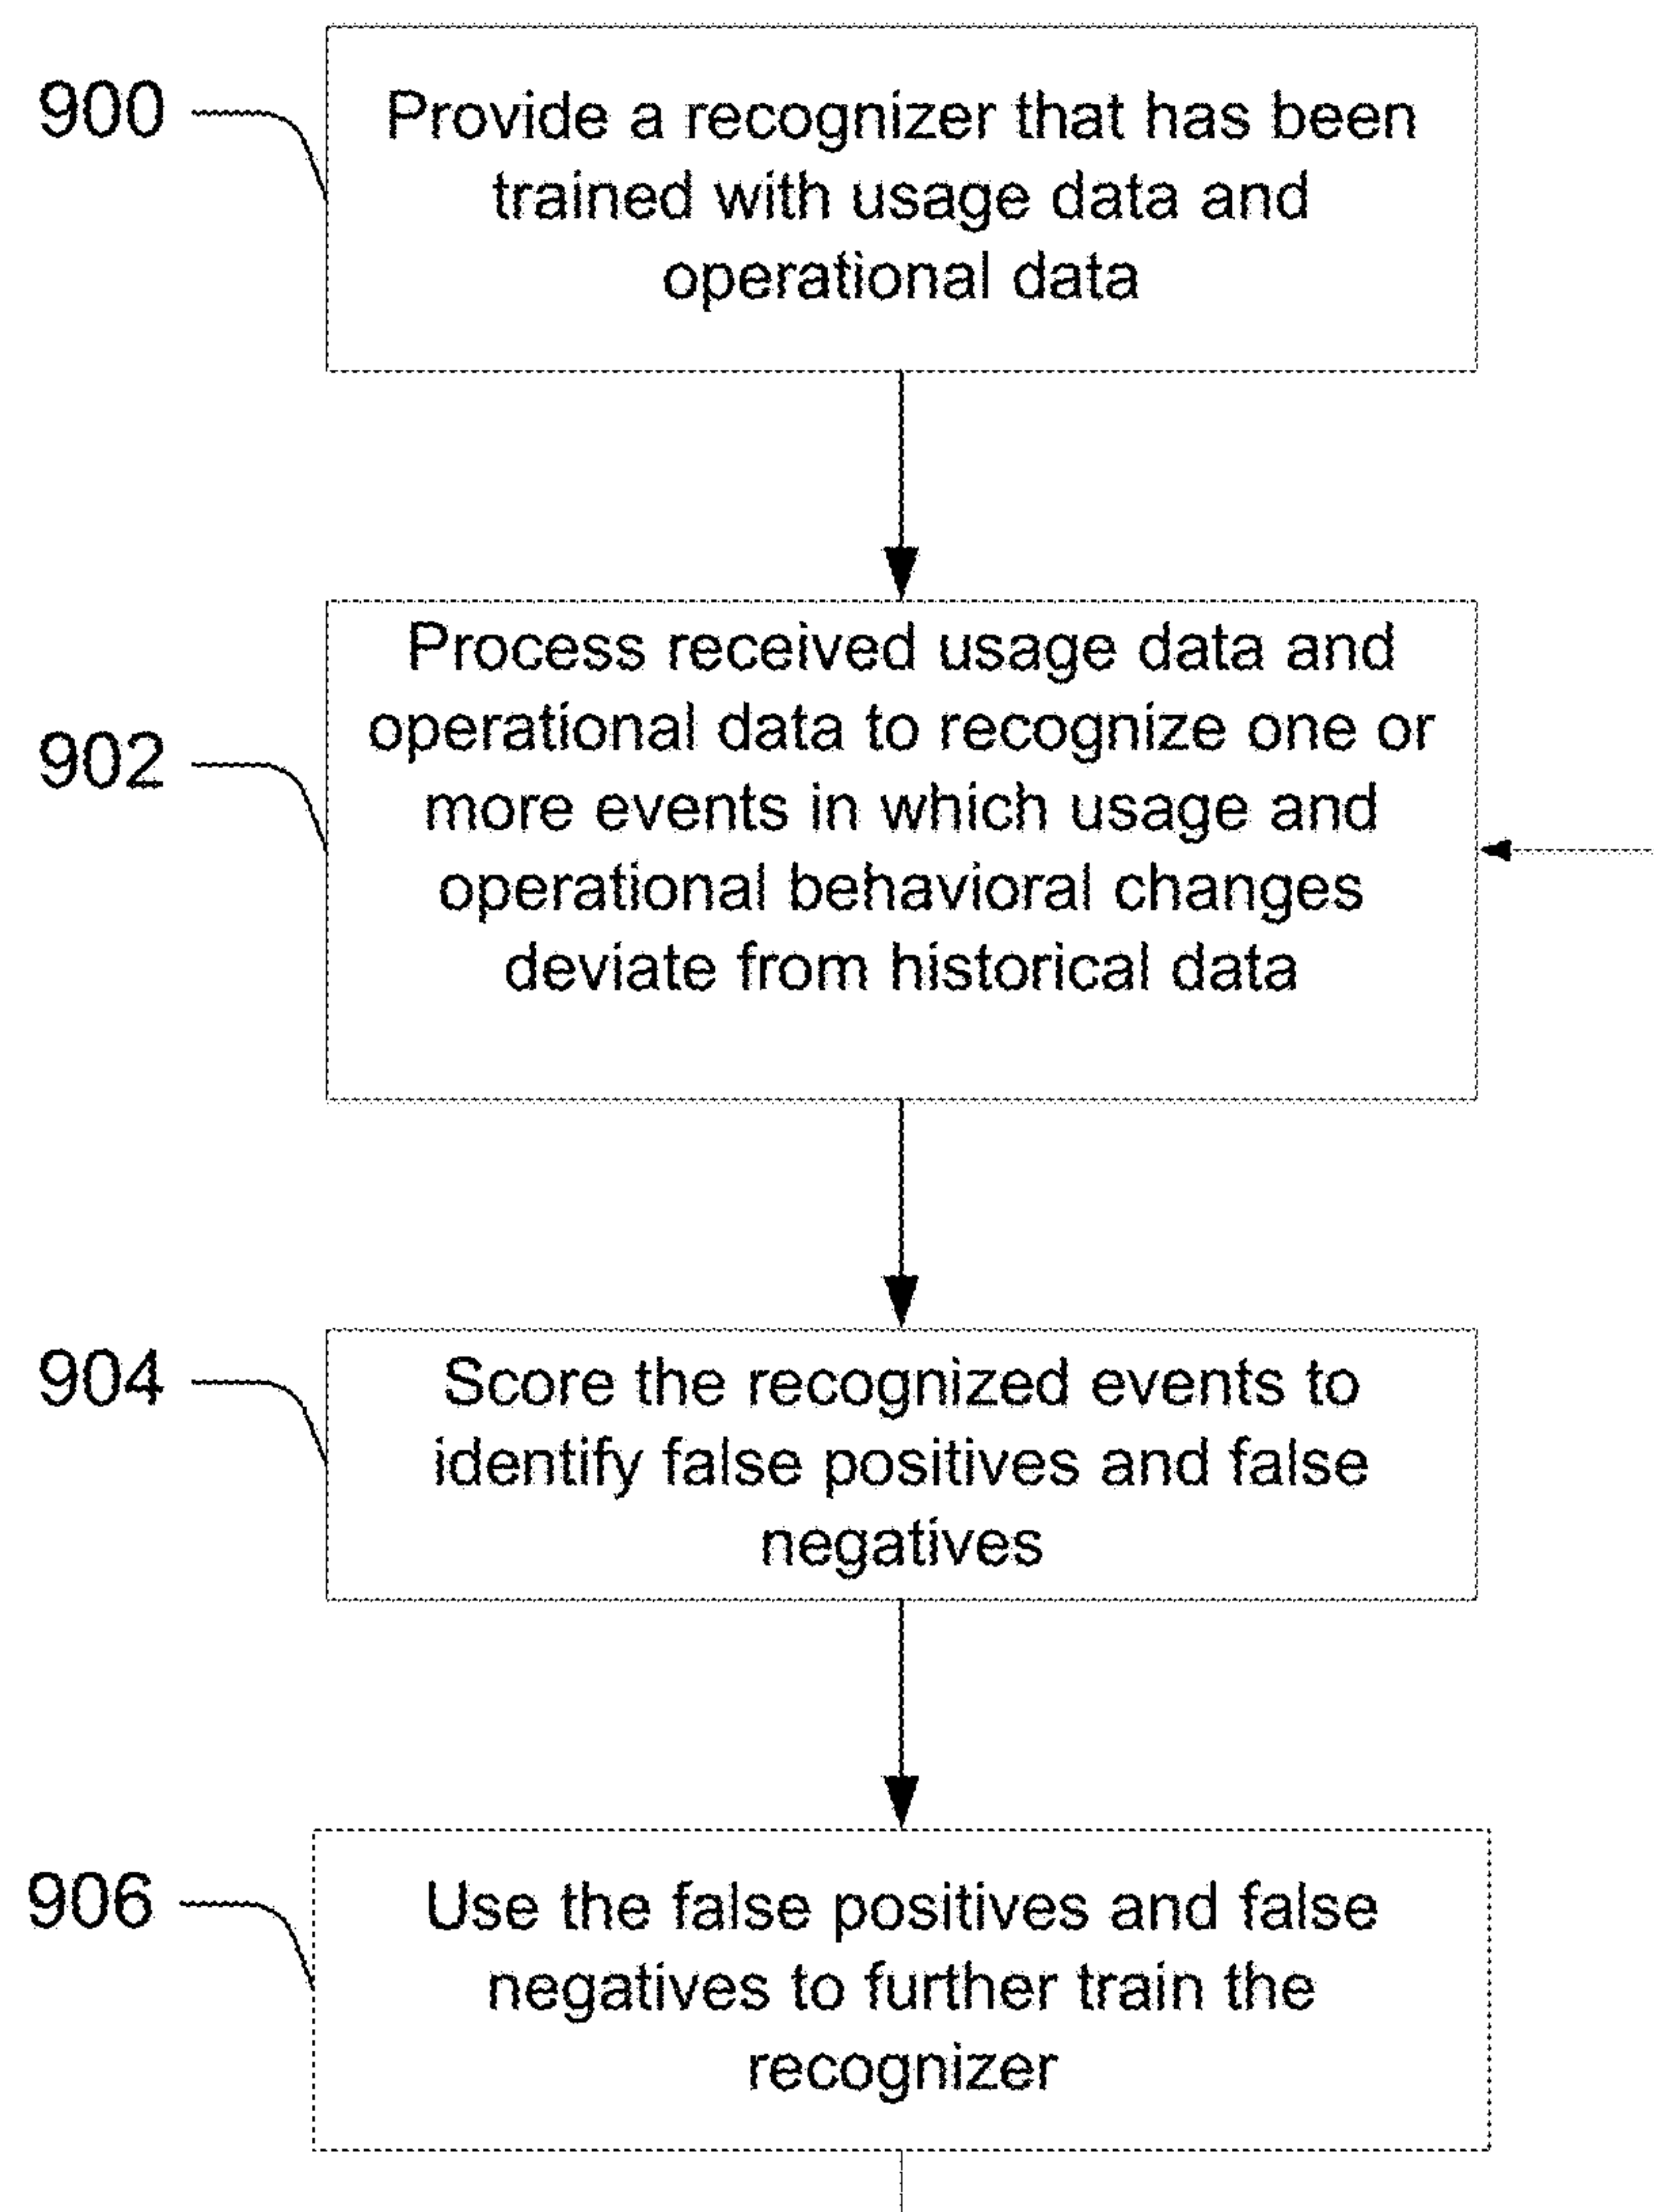 900
Provide a recognizer that has been
trained with usage data and
operational data
902
Process received usage data and
operational data to recognize one or
more events in which usage and
operational behavioral changes
deviate from historical data
904
Score the recognized events to
identify false positives and false
negatives
906
Use the false positives and false
negatives to further train the
recognizer